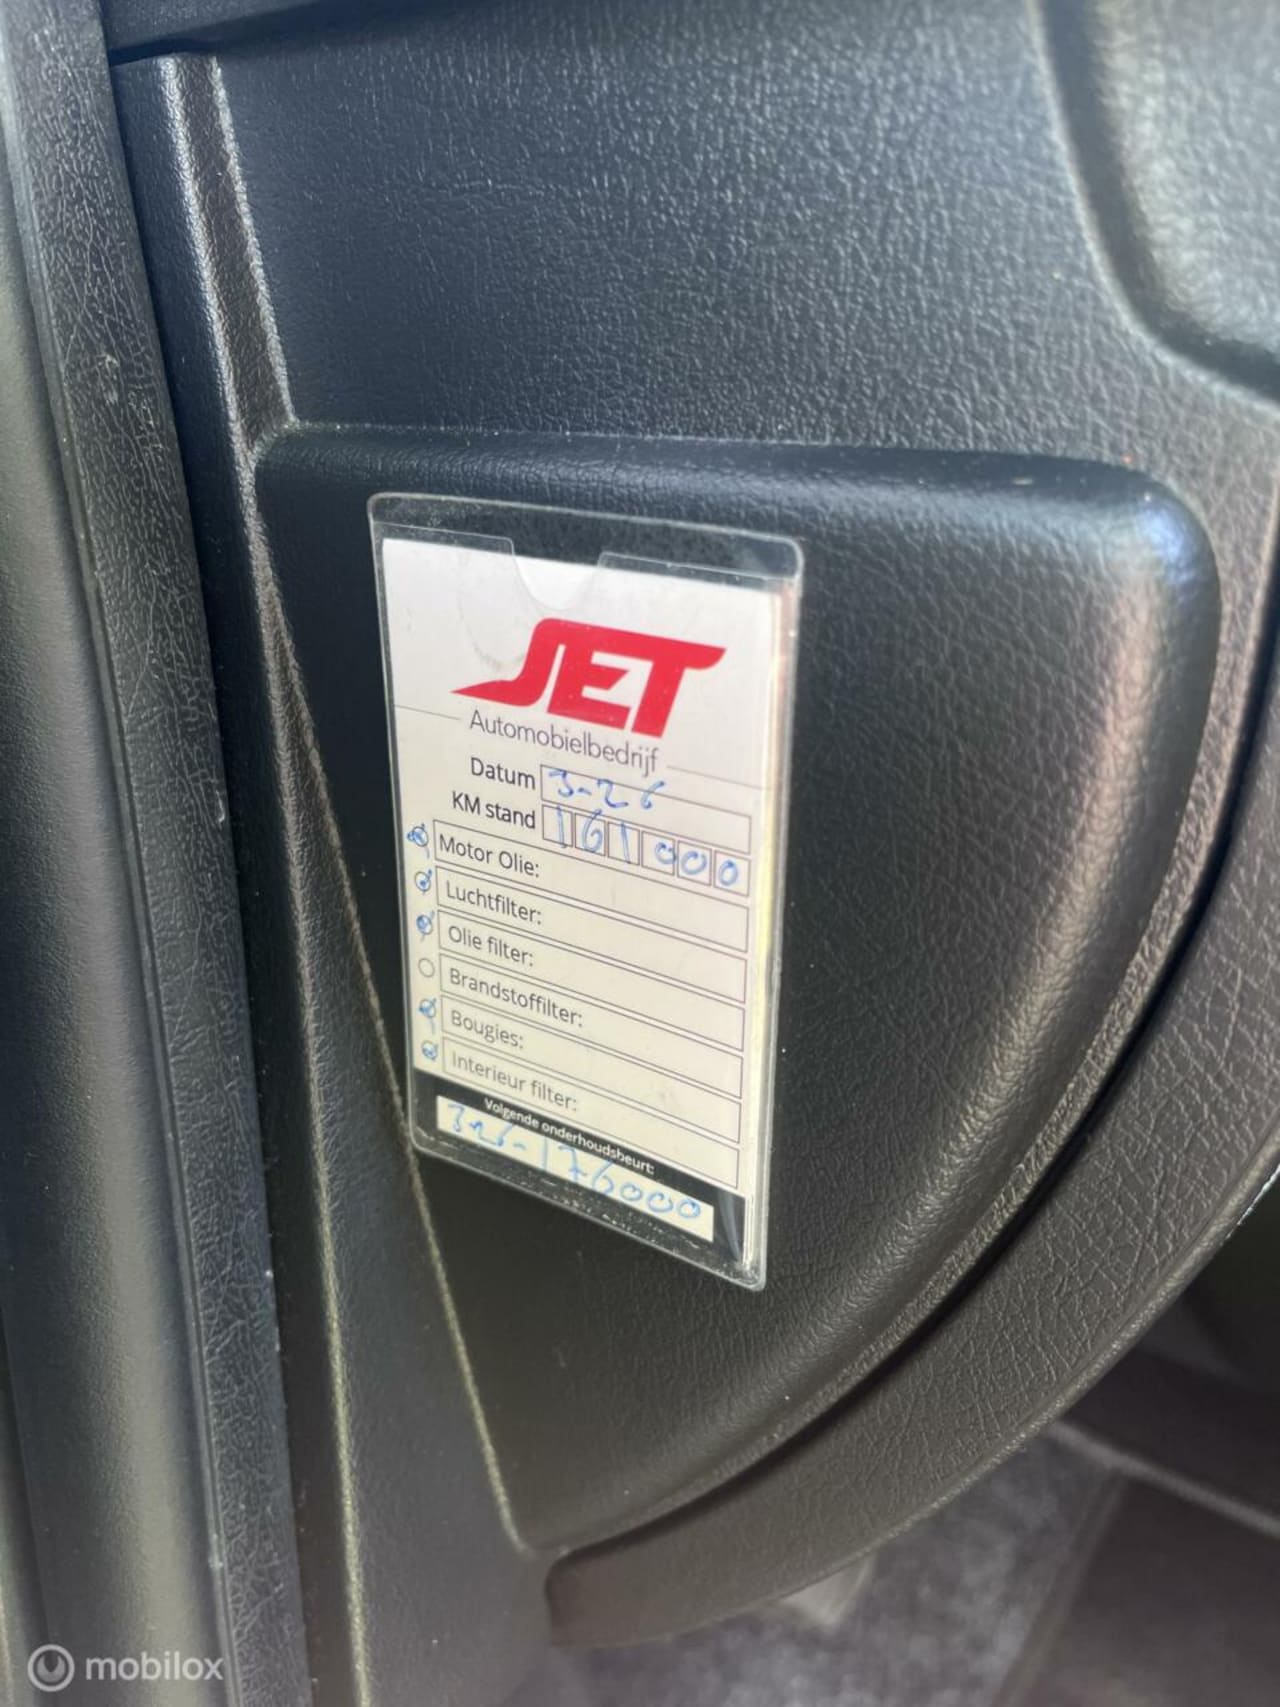 JET
Automobielbedrijf
Datum 3-26
KM stand 161000
Motor Olie:
Luchtfilter:
Olie filter:
Brandstoffilter:
Bougies:
Interieur filter:
Volgende onderhoudsbeurt:
3-26-176000
mobilox